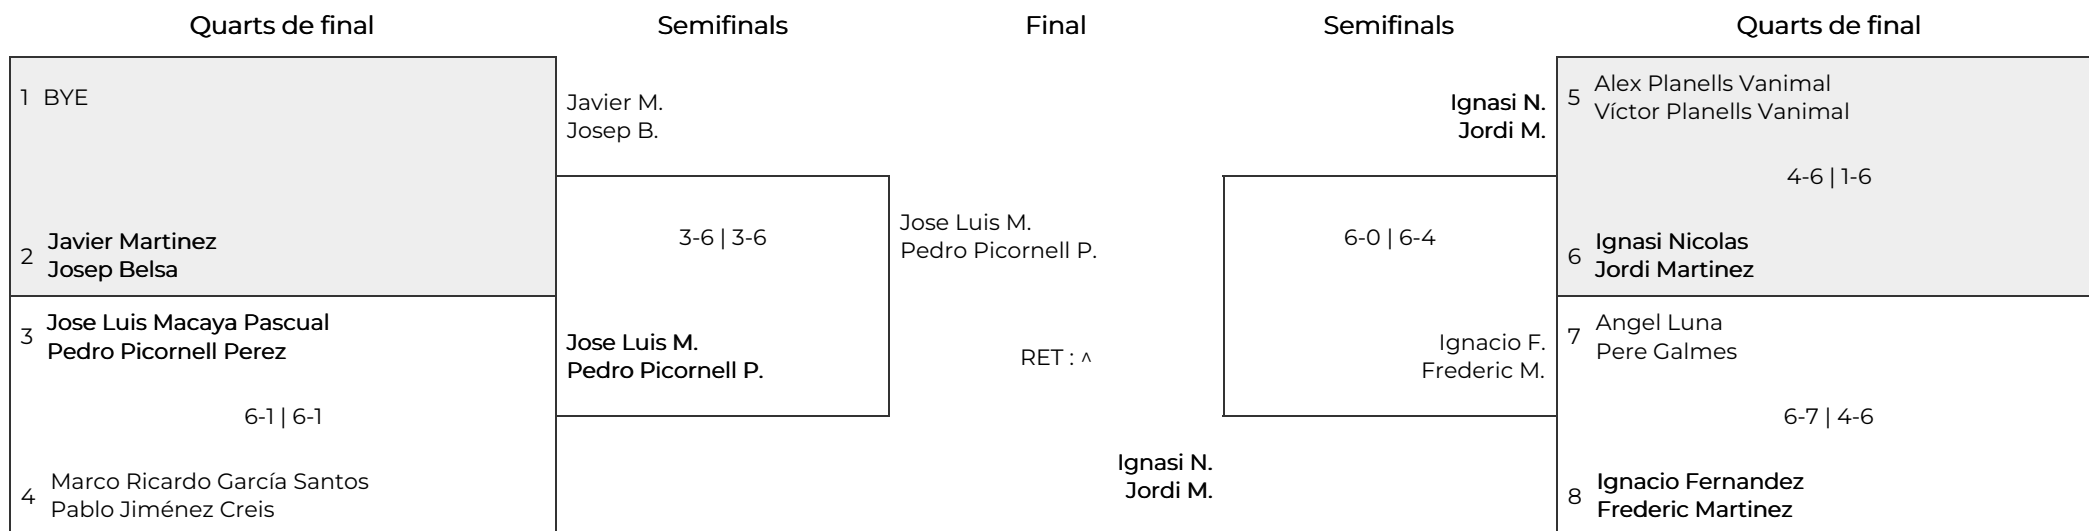 Quarts de final
Semifinals
Final
Semifinals
Quarts de final
1 BYE
2 Javier Martinez
Josep Belsa
3 Jose Luis Macaya Pascual
Pedro Picornell Perez
6-1 | 6-1
4 Marco Ricardo García Santos
Pablo Jiménez Creis
Javier M.
Josep B.
3-6 | 3-6
Jose Luis M.
Pedro Picornell P.
Jose Luis M.
Pedro Picornell P.
RET : ^
Ignasi N.
Jordi M.
Ignasi N.
Jordi M.
6-0 | 6-4
Ignacio F.
Frederic M.
5 Alex Planells Vanimal
Víctor Planells Vanimal
4-6 | 1-6
6 Ignasi Nicolas
Jordi Martinez
7 Angel Luna
Pere Galmes
6-7 | 4-6
8 Ignacio Fernandez
Frederic Martinez